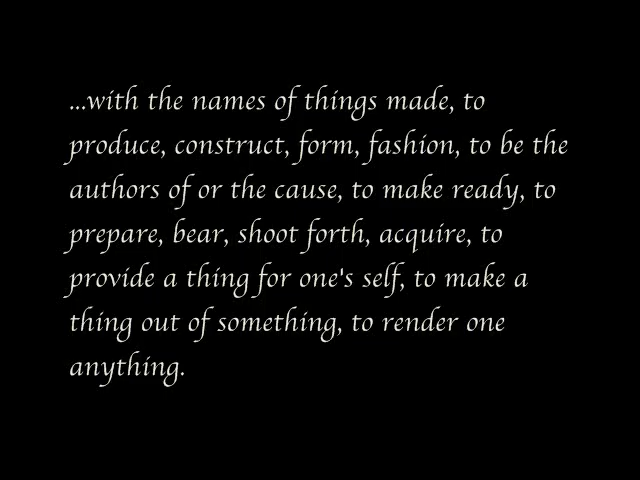 ...with the names of things made, to
produce, construct, form, fashion, to be the
authors of or the cause, to make ready, to
prepare, bear, shoot forth, acquire, to
provide a thing for one's self, to make a
thing out of something, to render one
anything.